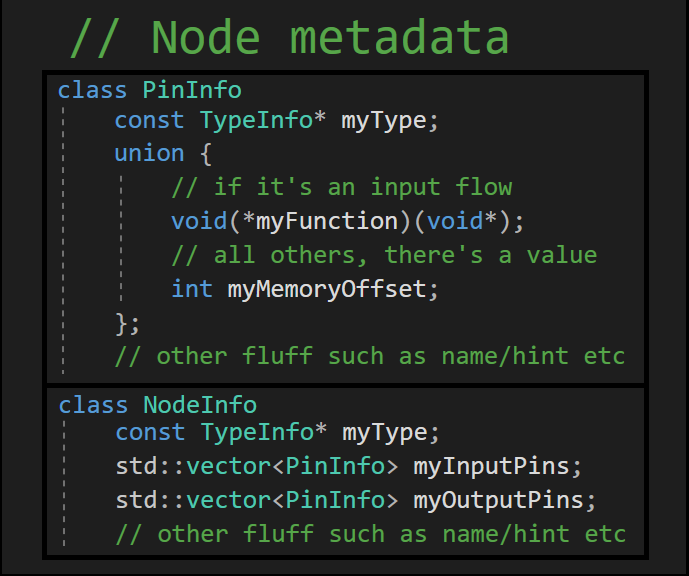 // Node metadata
class PinInfo
const TypeInfo* myType;
union {
// if it's an input flow
void(*myFunction)(void*);
// all others, there's a value
int myMemoryOffset;
};
// other fluff such as name/hint etc
class NodeInfo
const TypeInfo* myType;
std::vector<PinInfo> myInputPins;
std::vector<PinInfo> myOutputPins;
// other fluff such as name/hint etc